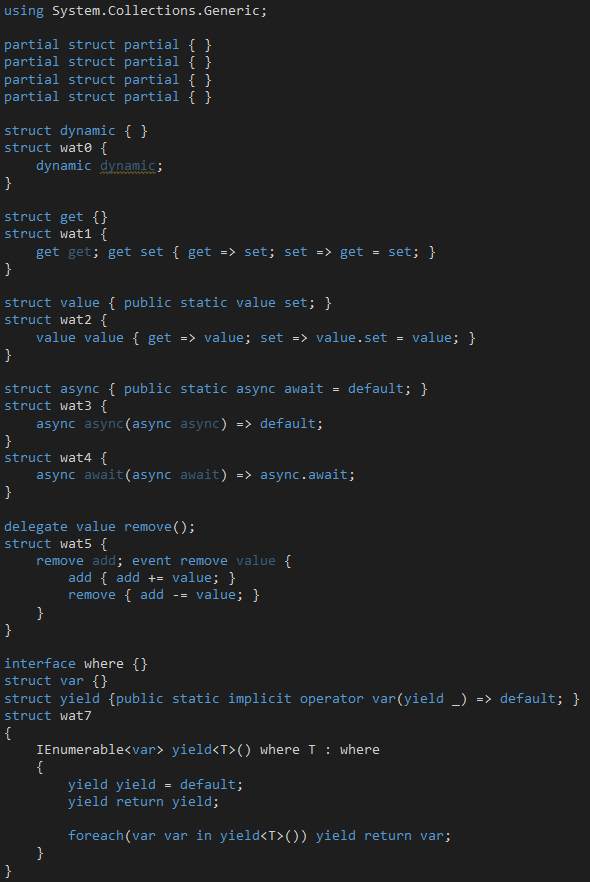 using System.Collections.Generic;
partial struct partial { }
partial struct partial { }
partial struct partial { }
partial struct partial { }
struct dynamic { }
struct wat0 {
dynamic dynamic;
}
struct get {}
struct wat1 {
get get; get set { get => set; set => get = set; }
}
struct value { public static value set; }
struct wat2 {
value value { get => value; set => value.set = value; }
}
struct async { public static async await = default; }
struct wat3 {
async async(async async) => default;
}
struct wat4 {
async await(async await) => async.await;
}
delegate value remove();
struct wat5 {
remove add; event remove value {
add { add += value; }
remove { add -= value; }
}
}
interface where {}
struct var {}
struct yield {public static implicit operator var(yield _) => default; }
struct wat7
{
IEnumerable<var> yield<T>() where T : where
{
yield yield = default;
yield return yield;
foreach(var var in yield<T>()) yield return var;
}
}